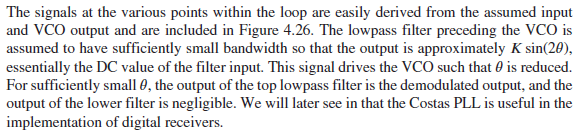 The signals at the various points within the loop are easily derived from the assumed input
and VCO output and are included in Figure 4.26. The lowpass filter preceding the VCO is
assumed to have sufficiently small bandwidth so that the output is approximately K sin(2θ),
essentially the DC value of the filter input. This signal drives the VCO such that θ is reduced.
For sufficiently small θ, the output of the top lowpass filter is the demodulated output, and the
output of the lower filter is negligible. We will later see in that the Costas PLL is useful in the
implementation of digital receivers.